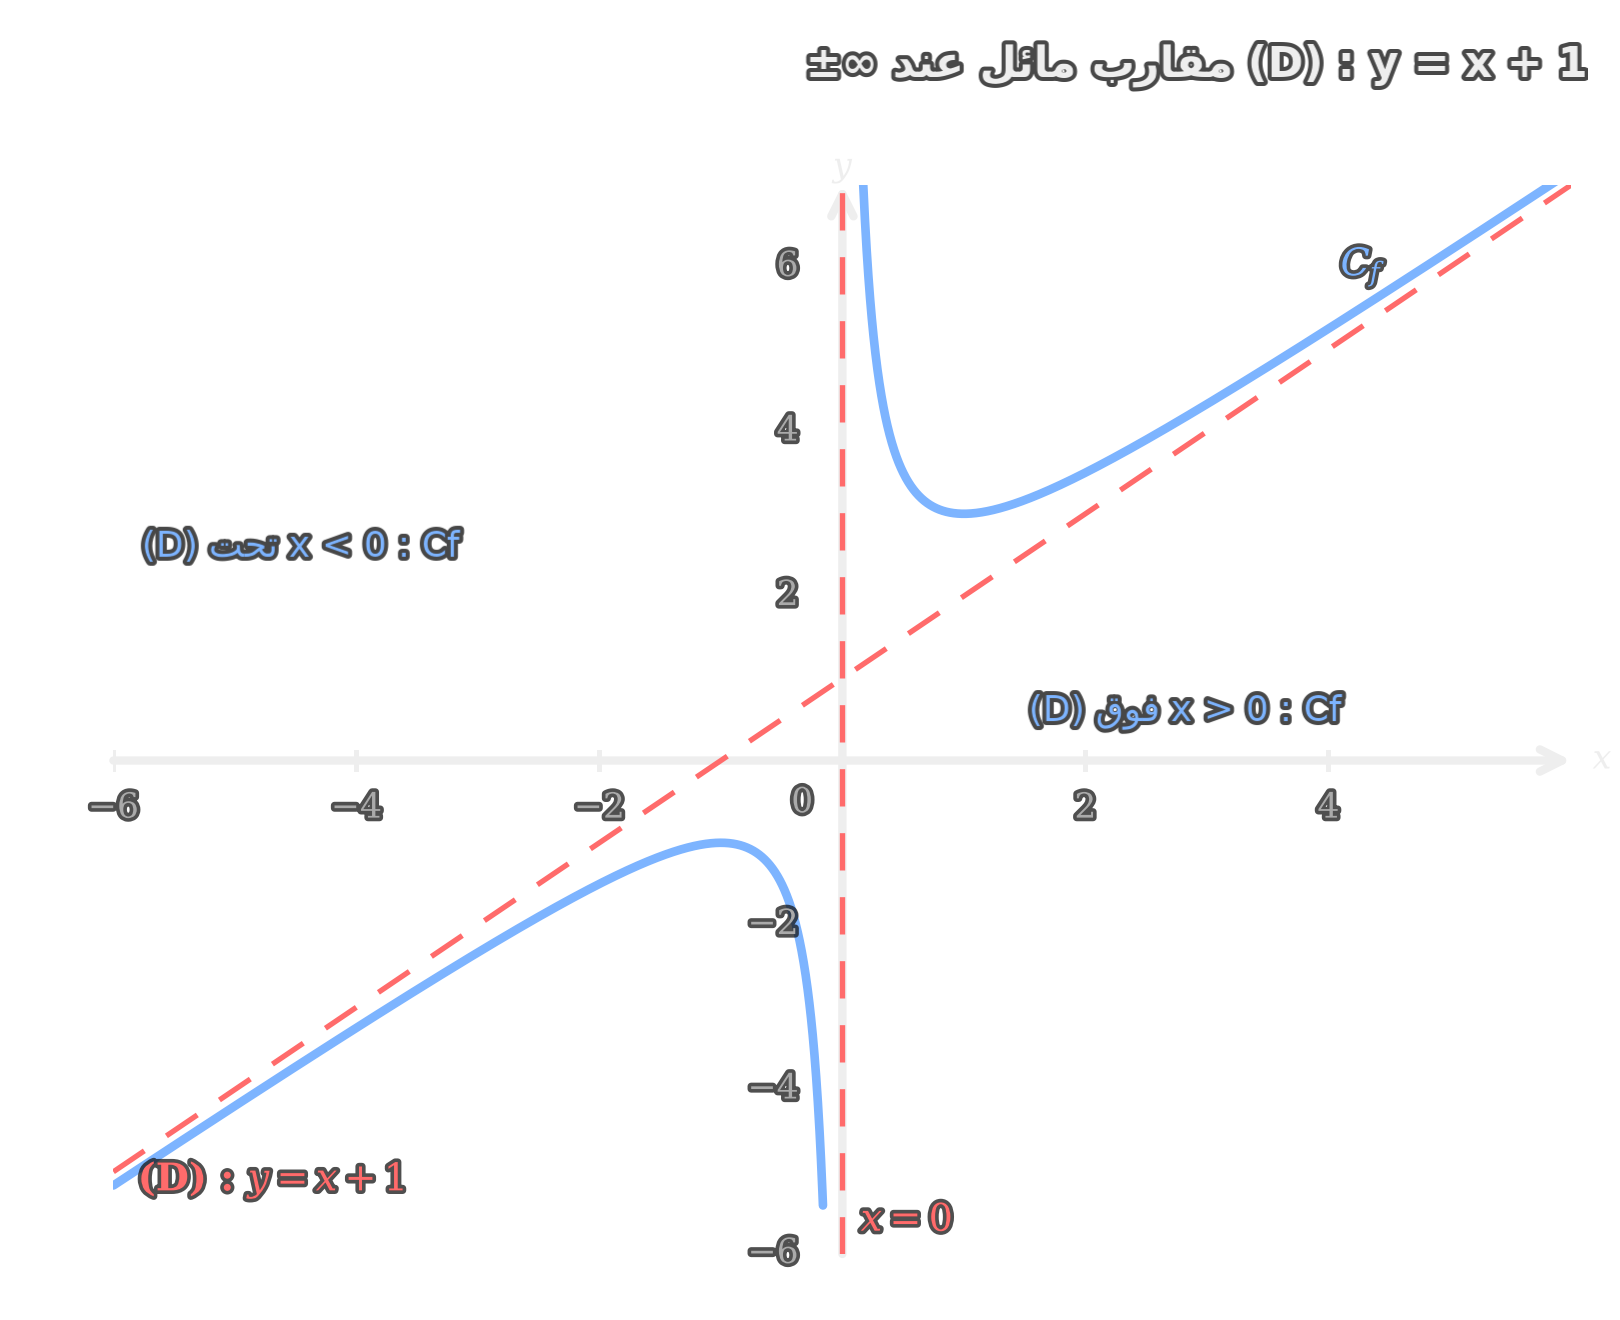 (D) : y = x + 1 مقارب مائل عند ±∞
y
6
C_f
4
(D) تحت x < 0 : Cf
2
(D) فوق x > 0 : Cf
x
−6 −4 −2 0 2 4
−2
−4
(D) : y = x + 1
x = 0
−6